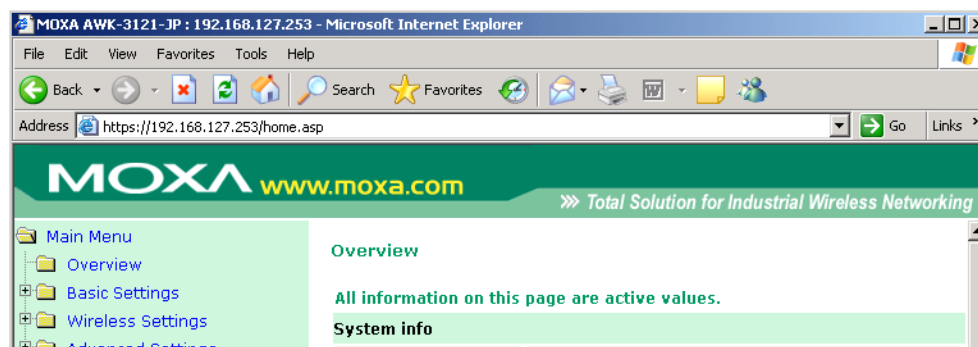 MOXA AWK-3121-JP : 192.168.127.253 - Microsoft Internet Explorer
File Edit View Favorites Tools Help
Back Search Favorites
Address https://192.168.127.253/home.asp Go Links
MOXA www.moxa.com
Total Solution for Industrial Wireless Networking
Main Menu
Overview
Basic Settings
Wireless Settings
Advanced Settings
Overview
All information on this page are active values.
System info